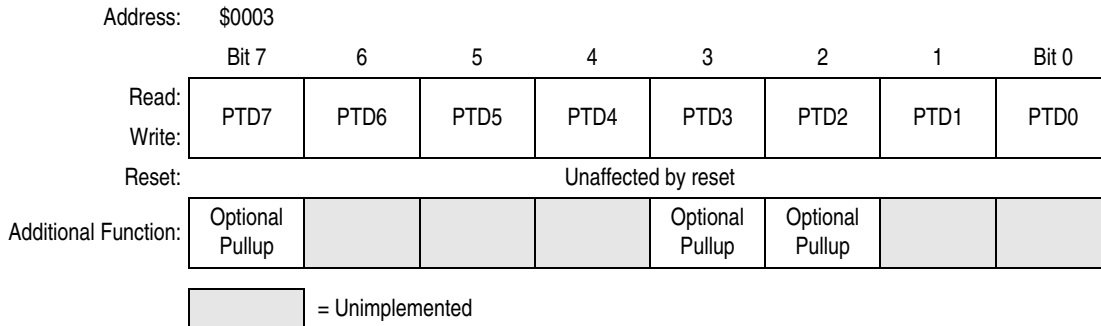 Address: $0003
Bit 7 6 5 4 3 2 1 Bit 0
Read:
PTD7 PTD6 PTD5 PTD4 PTD3 PTD2 PTD1 PTD0
Write:
Reset: Unaffected by reset
Additional Function: Optional Pullup Optional Pullup Optional Pullup
= Unimplemented